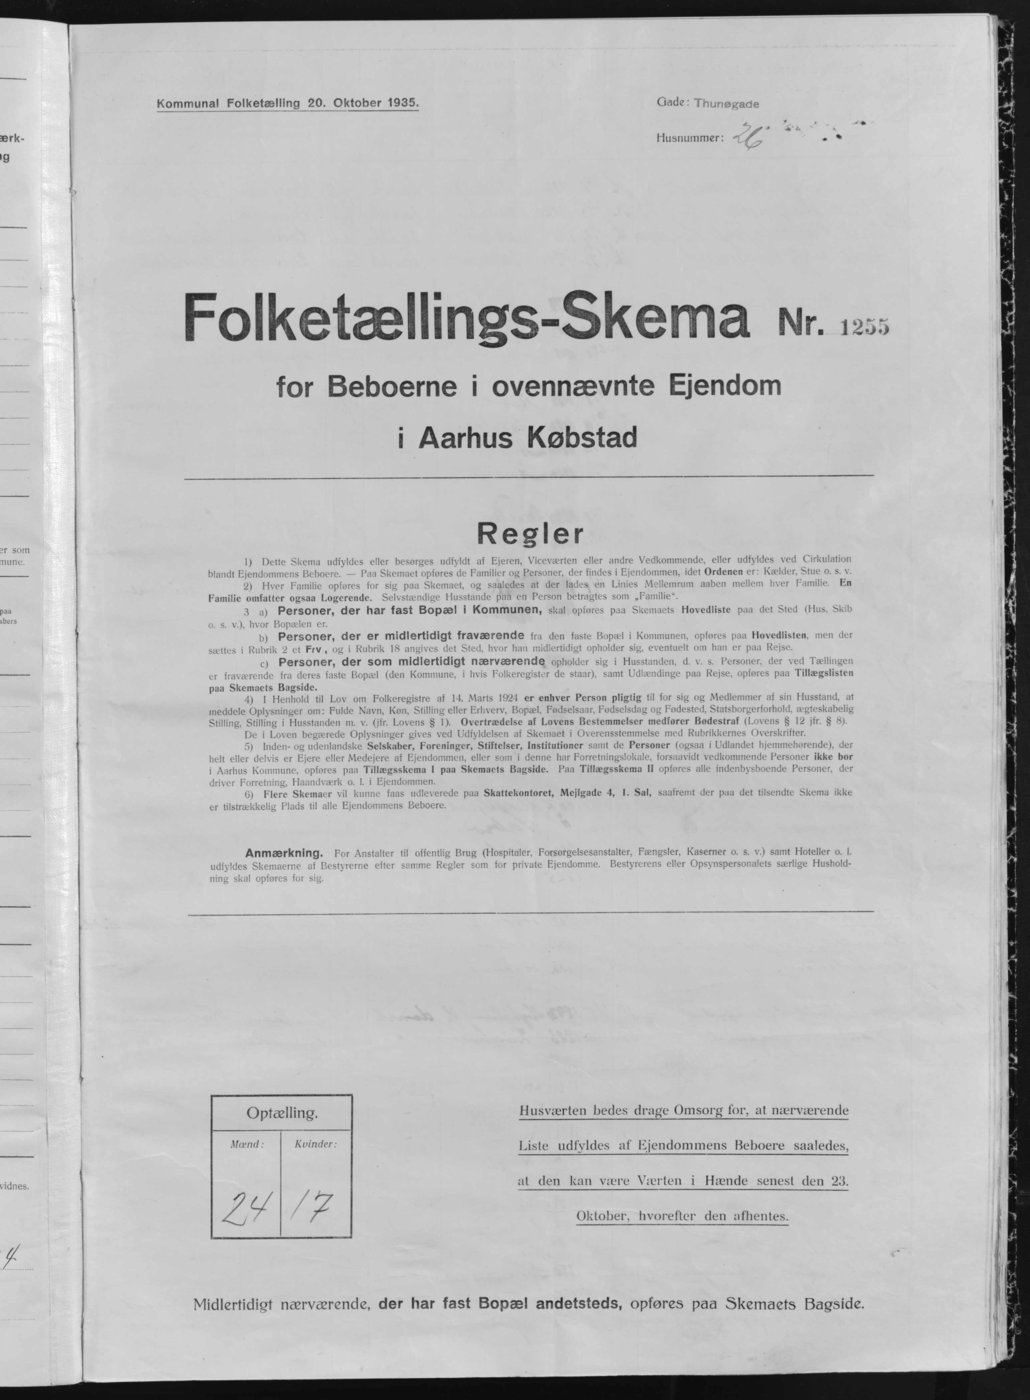 Kommunal Folketælling 20. Oktober 1935.
Gade: Thunøgade
Husnummer: 26
Folketællings-Skema Nr. 1255
for Beboerne i ovennævnte Ejendom
i Aarhus Købstad
Regler
1) Dette Skema udfyldes eller besørges udfyldt af Ejeren, Viceværten eller andre Vedkommende, eller udfyldes ved Cirkulation
blandt Ejendommens Beboere. — Paa Skemaet opføres de Familier og Personer, der findes i Ejendommen, idet Ordenen er: Kælder, Stue o. s. v.
2) Hver Familie opføres for sig paa Skemaet, og saaledes at der lades en Linies Mellemrum aaben mellem hver Familie. En
Familie omfatter ogsaa Logerende. Selvstændige Husstande paa en Person betragtes som „Familie".
3 a) Personer, der har fast Bopæl i Kommunen, skal opføres paa Skemaets Hovedliste paa det Sted (Hus, Skib
o. s. v.), hvor Bopælen er.
b) Personer, der er midlertidigt fraværende fra den faste Bopæl i Kommunen, opføres paa Hovedlisten, men der
sættes i Rubrik 2 et Frv., og i Rubrik 18 angives det Sted, hvor han midlertidigt opholder sig, eventuelt om han er paa Rejse.
c) Personer, der som midlertidigt nærværende opholder sig i Husstanden, d. v. s. Personer, der ved Tællingen
er fraværende fra deres faste Bopæl (den Kommune, i hvis Folkeregister de staar), samt Udlændinge paa Rejse, opføres paa Tillægslisten
paa Skemaets Bagside.
4) I Henhold til Lov om Folkeregistre af 14. Marts 1924 er enhver Person pligtig til for sig og Medlemmer af sin Husstand, at
meddele Oplysninger om: Fulde Navn, Køn, Stilling eller Erhverv, Bopæl, Fødselsaar, Fødselsdag og Fødested, Statsborgerforhold, ægteskabelig
Stilling, Stilling i Husstanden m. v. (jfr. Lovens § 1). Overtrædelse af Lovens Bestemmelser medfører Bødestraf (Lovens § 12 jfr. § 8).
De i Loven begærede Oplysninger gives ved Udfyldelsen af Skemaet i Overensstemmelse med Rubrikkernes Overskrifter.
5) Inden- og udenlandske Selskaber, Foreninger, Stiftelser, Institutioner samt de Personer (ogsaa i Udlandet hjemmehørende), der
helt eller delvis er Ejere eller Medejere af Ejendommen, eller som i denne har Forretningslokale, forsaavidt vedkommende Personer ikke bor
i Aarhus Kommune, opføres paa Tillægsskema I paa Skemaets Bagside. Paa Tillægsskema II opføres alle indenbysboende Personer, der
driver Forretning, Haandværk o. l. i Ejendommen.
6) Flere Skemaer vil kunne faas udleverede paa Skattekontoret, Mejlgade 4, 1. Sal, saafremt der paa det tilsendte Skema ikke
er tilstrækkelig Plads til alle Ejendommens Beboere.
Anmærkning. For Anstalter til offentlig Brug (Hospitaler, Forsørgelsesanstalter, Fængsler, Kaserner o. s. v.) samt Hoteller o. l.
udfyldes Skemaerne af Bestyrerne efter samme Regler som for private Ejendomme. Bestyrerens eller Opsynspersonalets særlige Hushold-
ning skal opføres for sig.
Optælling.
Mænd: Kvinder:
24 17
Husværten bedes drage Omsorg for, at nærværende
Liste udfyldes af Ejendommens Beboere saaledes,
at den kan være Værten i Hænde senest den 23.
Oktober, hvorefter den afhentes.
Midlertidigt nærværende, der har fast Bopæl andetsteds, opføres paa Skemaets Bagside.